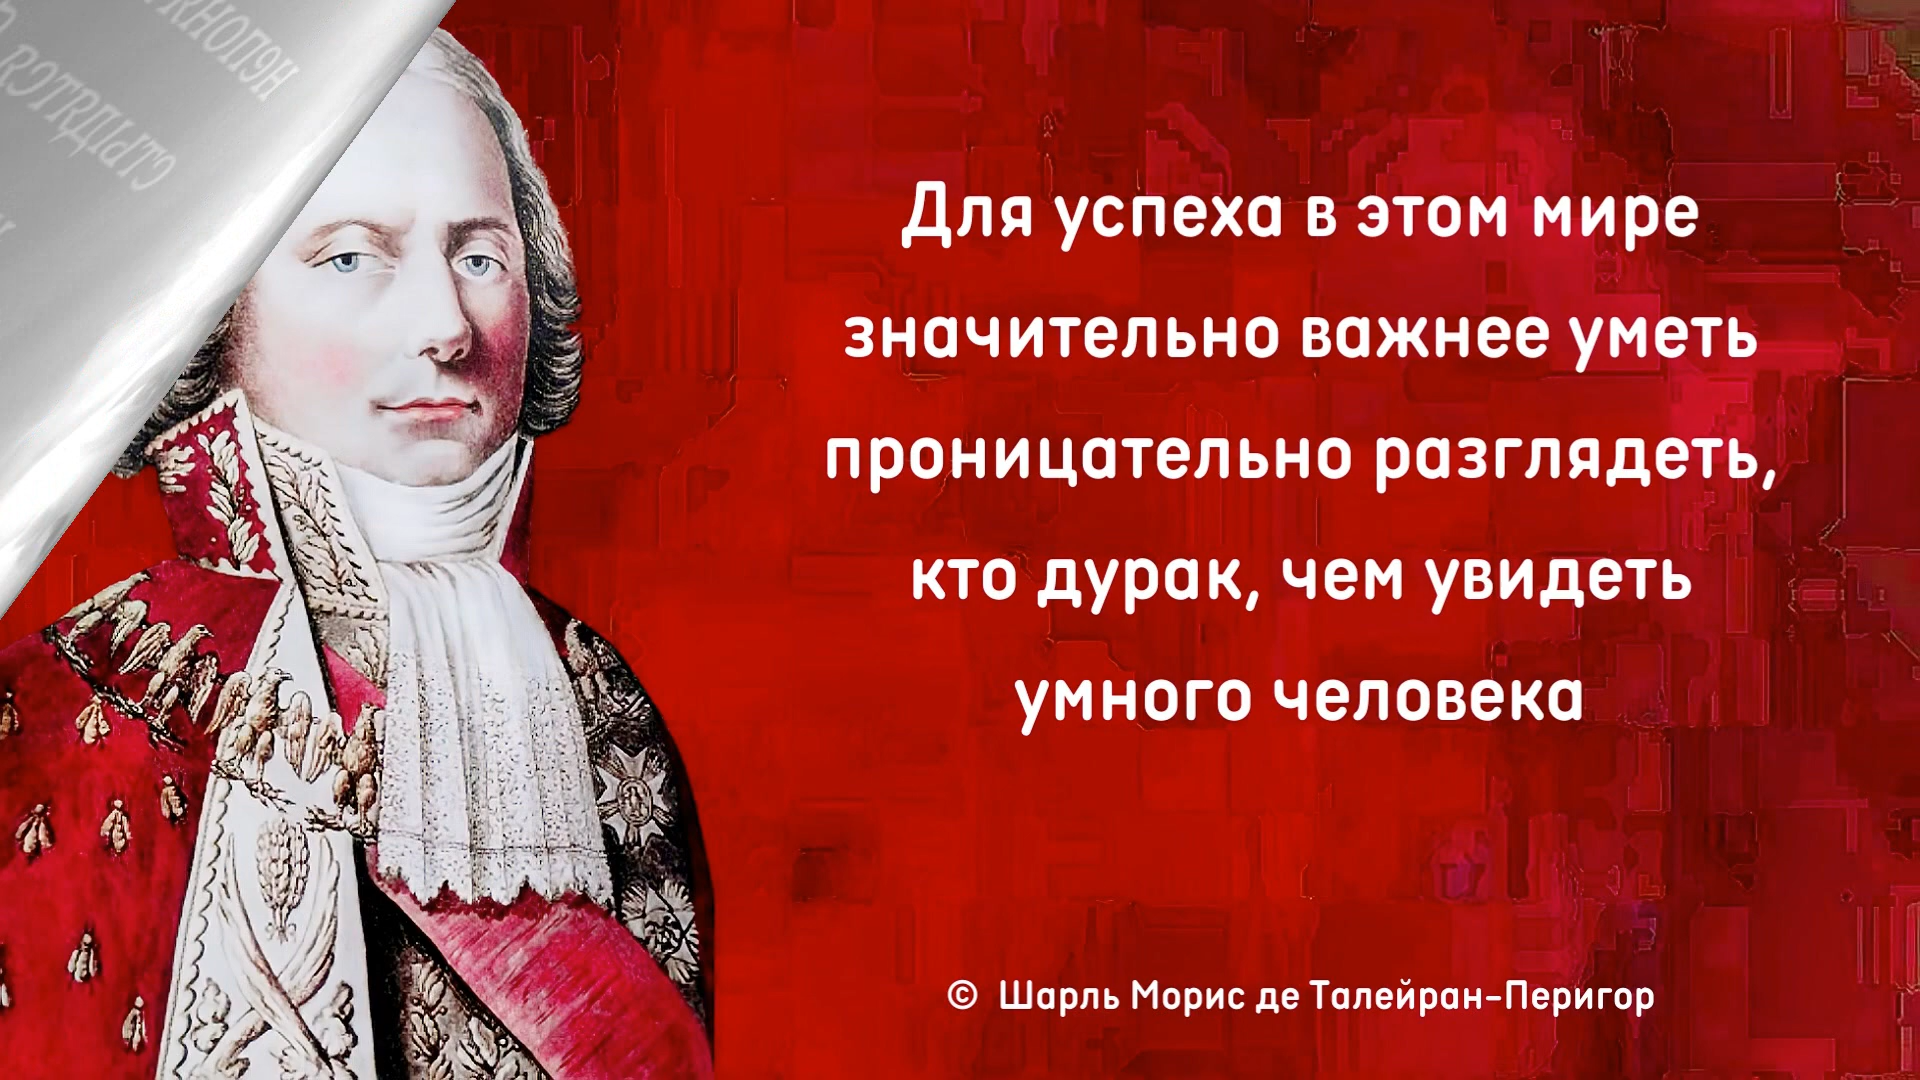 Для успеха в этом мире
значительно важнее уметь
проницательно разглядеть,
кто дурак, чем увидеть
умного человека
© Шарль Морис де Талейран-Перигор